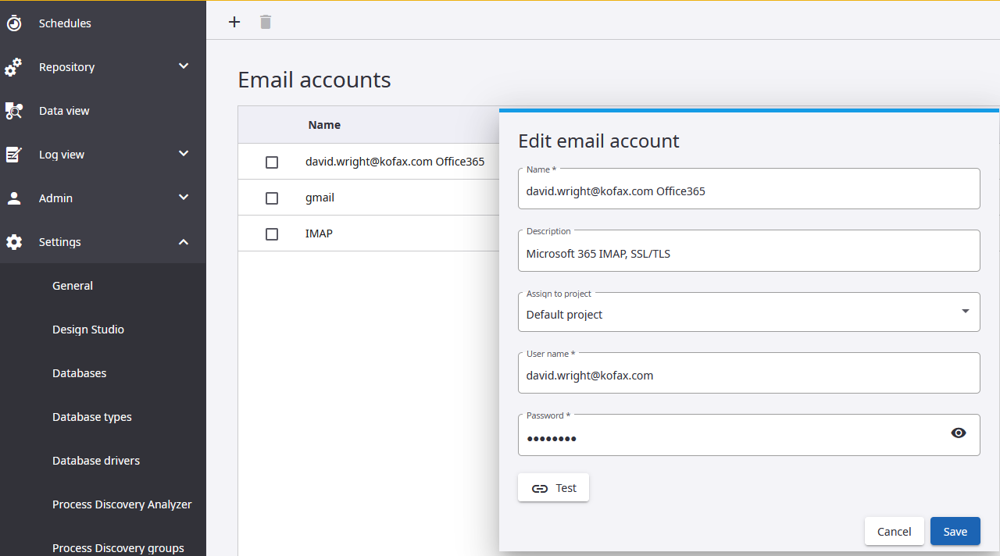 Schedules
Repository
Data view
Log view
Admin
Settings
General
Design Studio
Databases
Database types
Database drivers
Process Discovery Analyzer
Process Discovery groups
Email accounts
Name
david.wright@kofax.com Office365
gmail
IMAP
Edit email account
Name *
david.wright@kofax.com Office365
Description
Microsoft 365 IMAP, SSL/TLS
Assign to project
Default project
User name *
david.wright@kofax.com
Password *
••••••••
Test
Cancel
Save